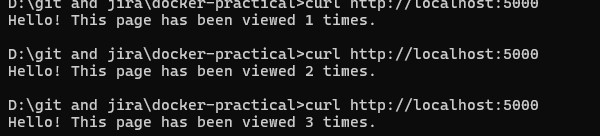 D:\git and jira\docker-practical>curl http://localhost:5000
Hello! This page has been viewed 1 times.
D:\git and jira\docker-practical>curl http://localhost:5000
Hello! This page has been viewed 2 times.
D:\git and jira\docker-practical>curl http://localhost:5000
Hello! This page has been viewed 3 times.